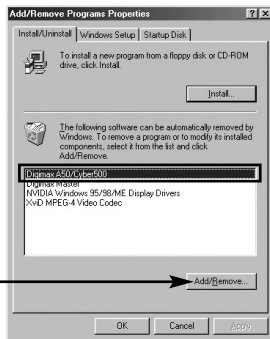 Add/Remove Programs Properties
Install/Uninstall Windows Setup Startup Disk
To install a new program from a floppy disk or CD-ROM
drive, click Install.
Install...
The following software can be automatically removed by
Windows. To remove a program or to modify its installed
components, select it from the list and click
Add/Remove.
Digimax A50/Cyber500
Digimax Master
NVIDIA Windows 95/98/ME Display Drivers
XviD MPEG-4 Video Codec
Add/Remove...
OK Cancel Apply